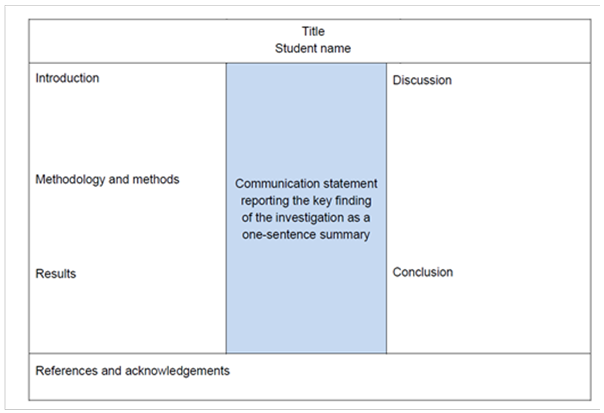 Title
Student name
Introduction
Methodology and methods
Results
Communication statement
reporting the key finding
of the investigation as a
one-sentence summary
Discussion
Conclusion
References and acknowledgements